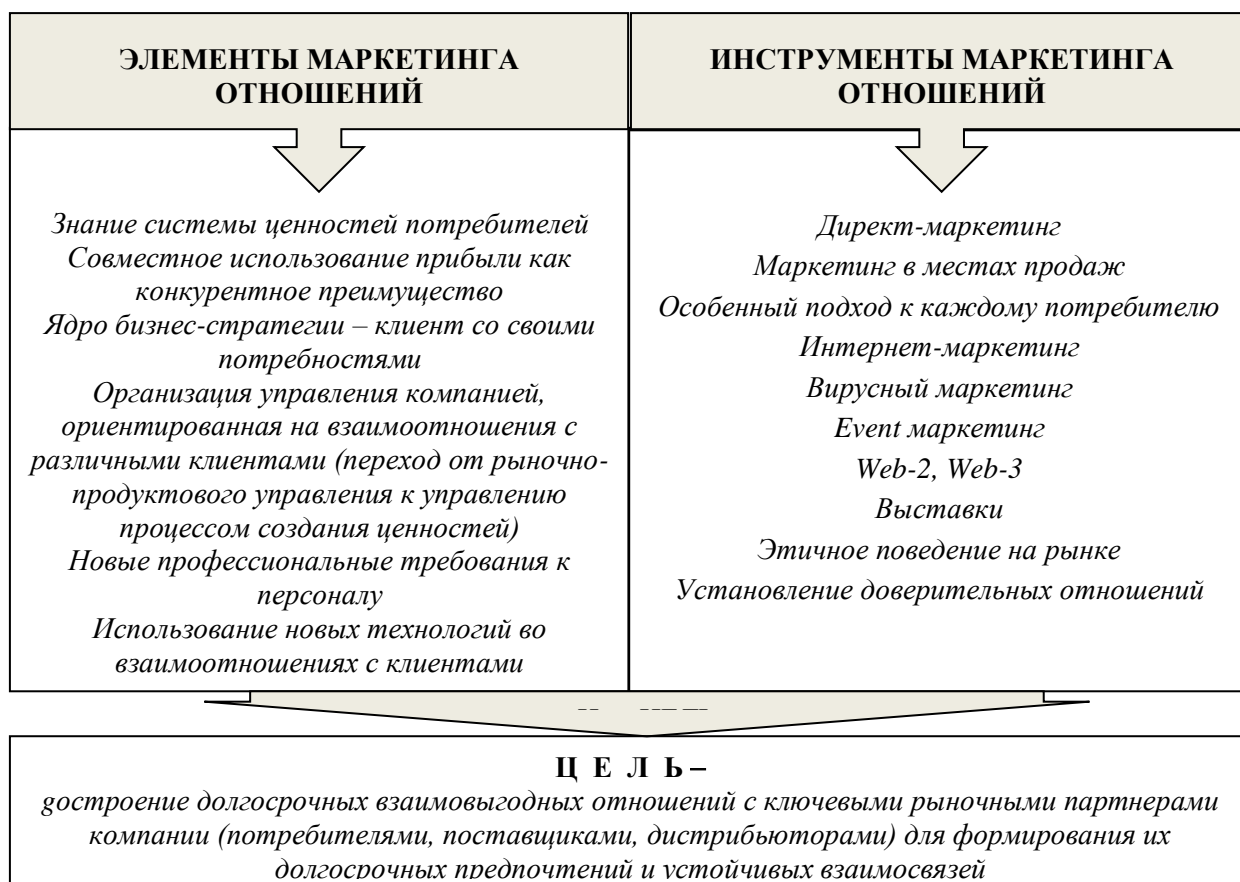 ЭЛЕМЕНТЫ МАРКЕТИНГА
ОТНОШЕНИЙ
Знание системы ценностей потребителей
Совместное использование прибыли как
конкурентное преимущество
Ядро бизнес-стратегии – клиент со своими
потребностями
Организация управления компанией,
ориентированная на взаимоотношения с
различными клиентами (переход от рыночно-
продуктового управления к управлению
процессом создания ценностей)
Новые профессиональные требования к
персоналу
Использование новых технологий во
взаимоотношениях с клиентами
ИНСТРУМЕНТЫ МАРКЕТИНГА
ОТНОШЕНИЙ
Директ-маркетинг
Маркетинг в местах продаж
Особенный подход к каждому потребителю
Интернет-маркетинг
Вирусный маркетинг
Event маркетинг
Web-2, Web-3
Выставки
Этичное поведение на рынке
Установление доверительных отношений
Ц Е Л Ь –
достроение долгосрочных взаимовыгодных отношений с ключевыми рыночными партнерами
компании (потребителями, поставщиками, дистрибьюторами) для формирования их
долгосрочных предпочтений и устойчивых взаимосвязей